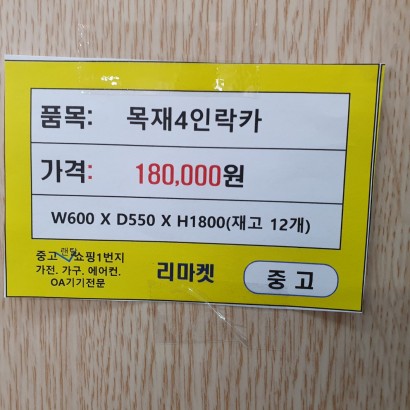 품목: 목재4인락카
가격: 180,000원
W600 X D550 X H1800(재고 12개)
중고 렌탈 쇼핑1번지
가전. 가구. 에어컨.
OA기기전문
리마켓
중 고